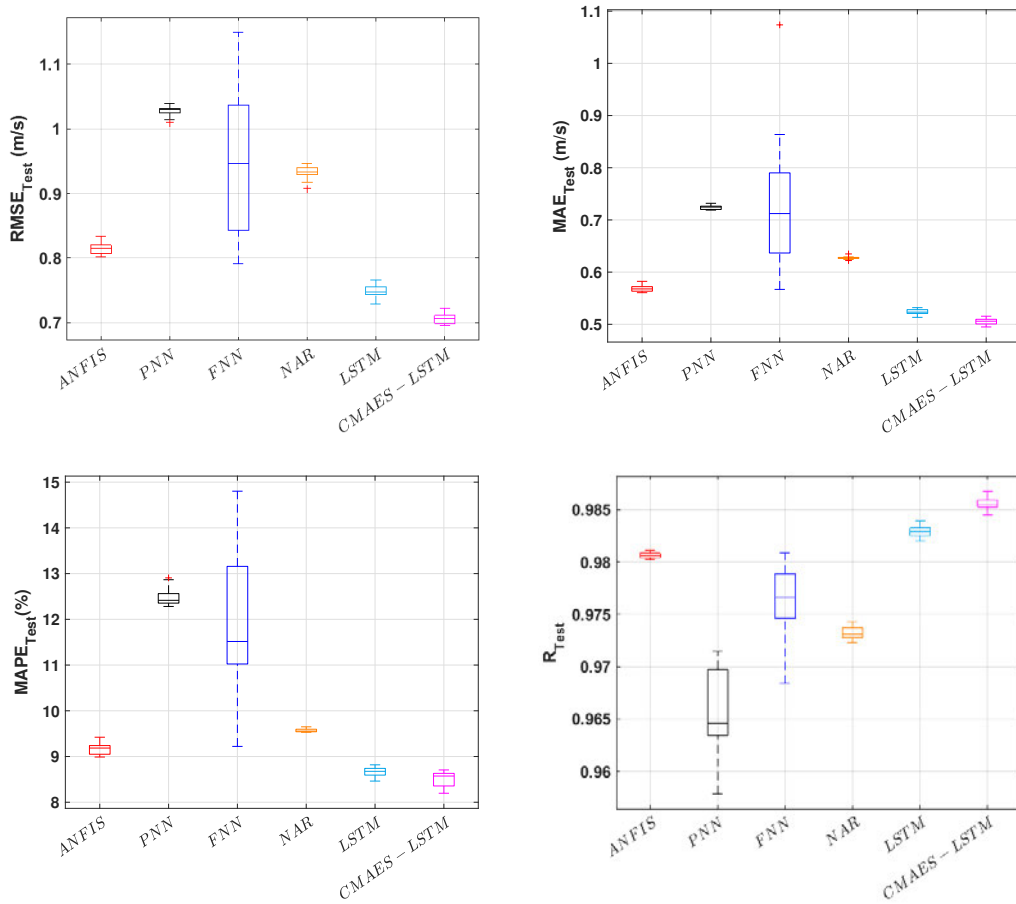 RMSE_Test (m/s)
1.1
1
0.9
0.8
0.7
ANFIS
PNN
FNN
NAR
LSTM
CMAES – LSTM
MAE_Test (m/s)
1.1
1
0.9
0.8
0.7
0.6
0.5
ANFIS
PNN
FNN
NAR
LSTM
CMAES – LSTM
MAPE_Test(%)
15
14
13
12
11
10
9
8
ANFIS
PNN
FNN
NAR
LSTM
CMAES – LSTM
R_Test
0.985
0.98
0.975
0.97
0.965
0.96
ANFIS
PNN
FNN
NAR
LSTM
CMAES – LSTM